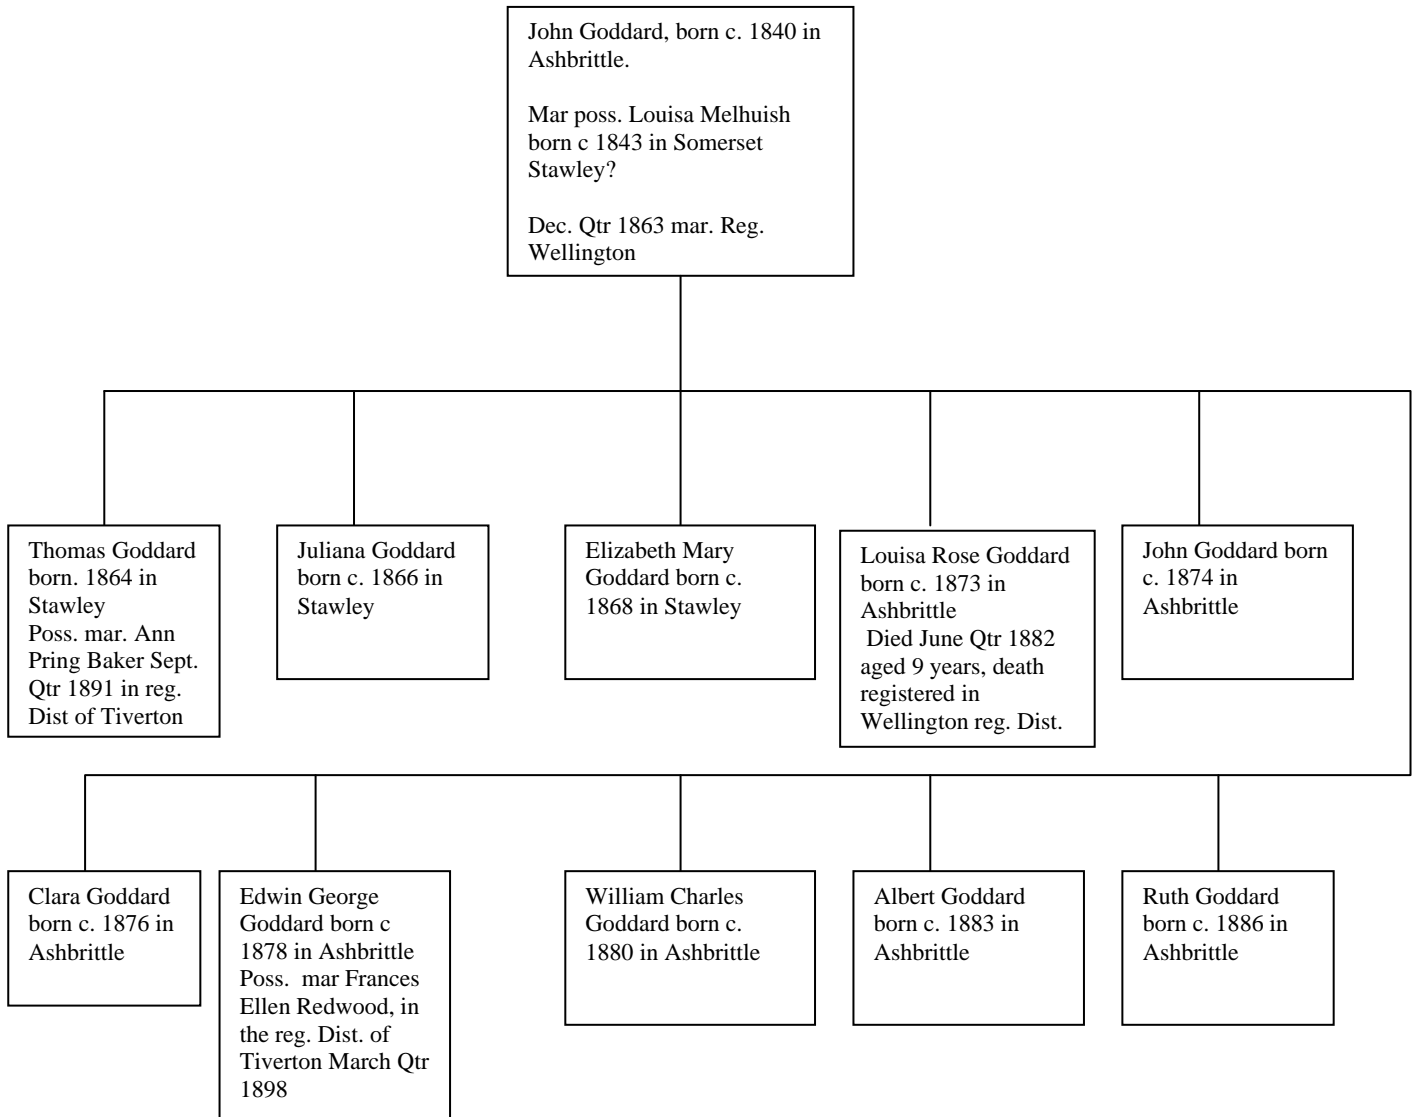 John Goddard, born c. 1840 in
Ashbrittle.
Mar poss. Louisa Melhuish
born c 1843 in Somerset
Stawley?
Dec. Qtr 1863 mar. Reg.
Wellington
Thomas Goddard
born. 1864 in
Stawley
Poss. mar. Ann
Pring Baker Sept.
Qtr 1891 in reg.
Dist of Tiverton
Juliana Goddard
born c. 1866 in
Stawley
Elizabeth Mary
Goddard born c.
1868 in Stawley
Louisa Rose Goddard
born c. 1873 in
Ashbrittle
Died June Qtr 1882
aged 9 years, death
registered in
Wellington reg. Dist.
John Goddard born
c. 1874 in
Ashbrittle
Clara Goddard
born c. 1876 in
Ashbrittle
Edwin George
Goddard born c
1878 in Ashbrittle
Poss. mar Frances
Ellen Redwood, in
the reg. Dist. of
Tiverton March Qtr
1898
William Charles
Goddard born c.
1880 in Ashbrittle
Albert Goddard
born c. 1883 in
Ashbrittle
Ruth Goddard
born c. 1886 in
Ashbrittle